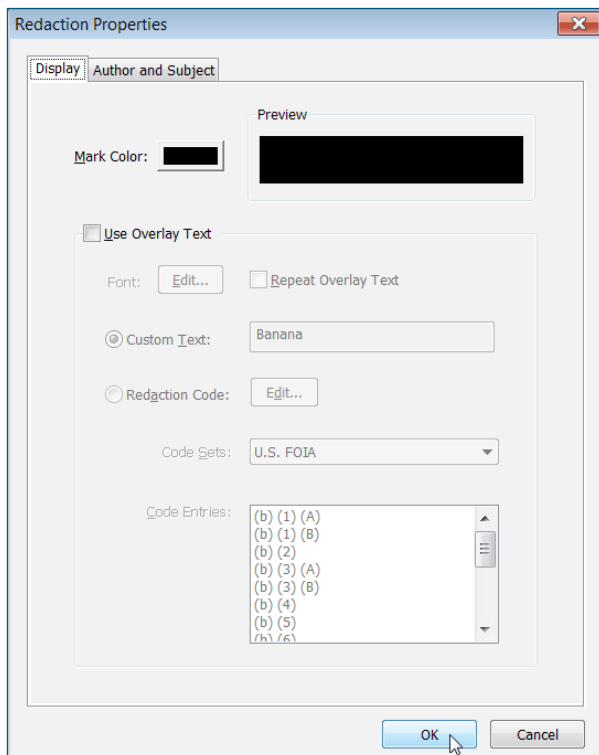 Redaction Properties
Display Author and Subject
Preview
Mark Color:
Use Overlay Text
Font: Edit... Repeat Overlay Text
Custom Text: Banana
Redaction Code: Edit...
Code Sets: U.S. FOIA
Code Entries:
(b) (1) (A)
(b) (1) (B)
(b) (2)
(b) (3) (A)
(b) (3) (B)
(b) (4)
(b) (5)
(b) (6)
OK Cancel